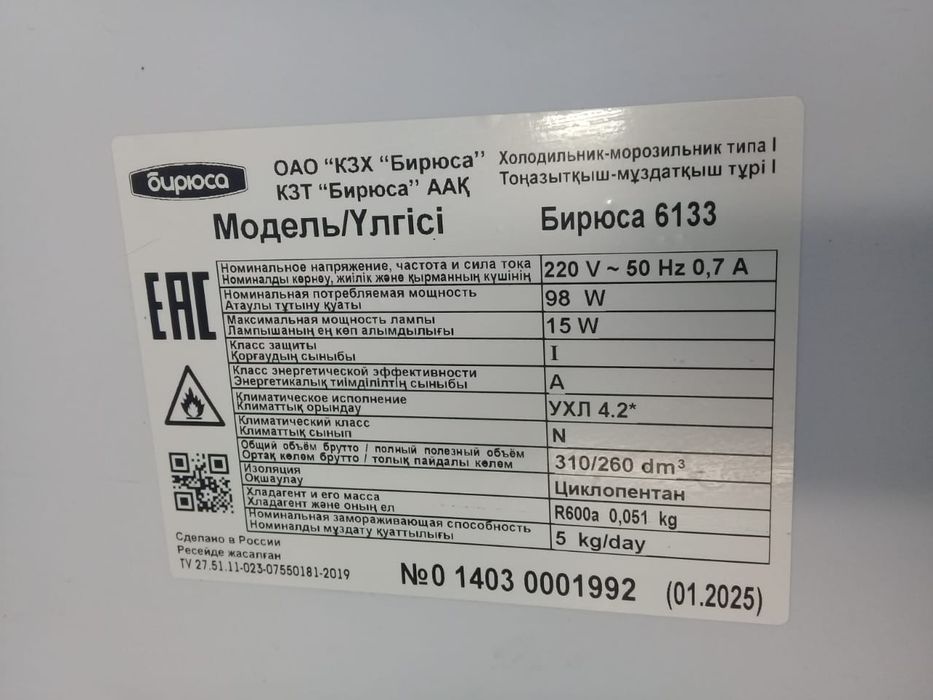 бирюса
ОАО “КЗХ “Бирюса”
КЗТ “Бирюса” ААҚ
Холодильник-морозильник типа I
Тоңазытқыш-мұздатқыш түрі I
Модель/Үлгісі Бирюса 6133
EAC
Номинальное напряжение, частота и сила тока
Номиналды кернеу, жиілік және қырманның күшінің
220 V ~ 50 Hz 0,7 A
Номинальная потребляемая мощность
Атаулы тұтыну қуаты
98 W
Максимальная мощность лампы
Лампышаның ең көп алымдылығы
15 W
Класс защиты
Қорғаудың сыныбы
I
Класс энергетической эффективности
Энергетикалық тиімділіптің сыныбы
A
Климатическое исполнение
Климаттық орындау
УХЛ 4.2*
Климатический класс
Климаттық сынып
N
Общий объём брутто / полный полезный объём
Ортақ көлем брутто / толық пайдалы көлем
310/260 dm³
Изоляция
Оқшаулау
Циклопентан
Хладагент и его масса
Хладагент және оның ел
R600a 0,051 kg
Номинальная замораживающая способность
Номиналды мұздату қуаттылығы
5 kg/day
Сделано в России
Ресейде жасалған
TV 27.51.11-023-07550181-2019
№0 1403 0001992 (01.2025)